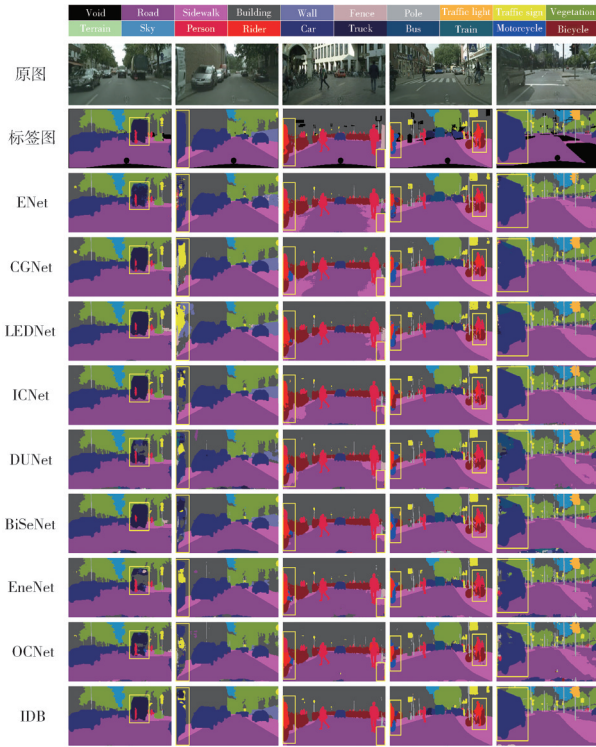 Void Road Sidewalk Building Wall Fence Pole Traffic light Traffic sign Vegetation
Terrain Sky Person Rider Car Truck Bus Train Motorcycle Bicycle
原图
标签图
ENet
CGNet
LEDNet
ICNet
DUNet
BiSeNet
EneNet
OCNet
IDB